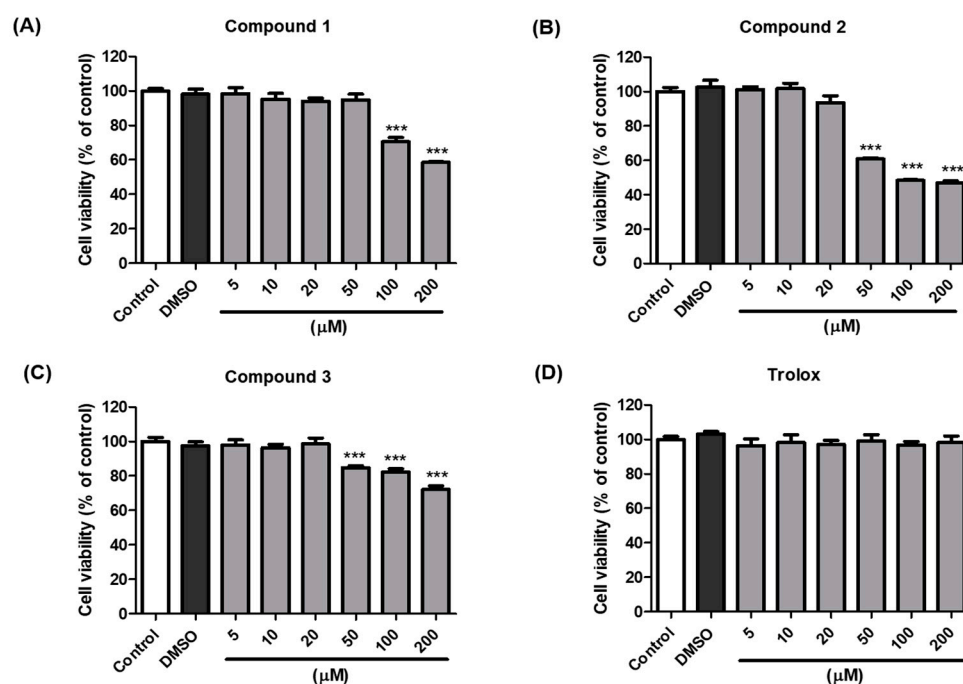 (A)
Compound 1
Cell viability (% of control)
120
100
80
60
40
20
0
***
***
Control
DMSO
5
10
20
50
100
200
(μM)
(B)
Compound 2
Cell viability (% of control)
120
100
80
60
40
20
0
***
***
***
Control
DMSO
5
10
20
50
100
200
(μM)
(C)
Compound 3
Cell viability (% of control)
120
100
80
60
40
20
0
***
***
***
Control
DMSO
5
10
20
50
100
200
(μM)
(D)
Trolox
Cell viability (% of control)
120
100
80
60
40
20
0
Control
DMSO
5
10
20
50
100
200
(μM)